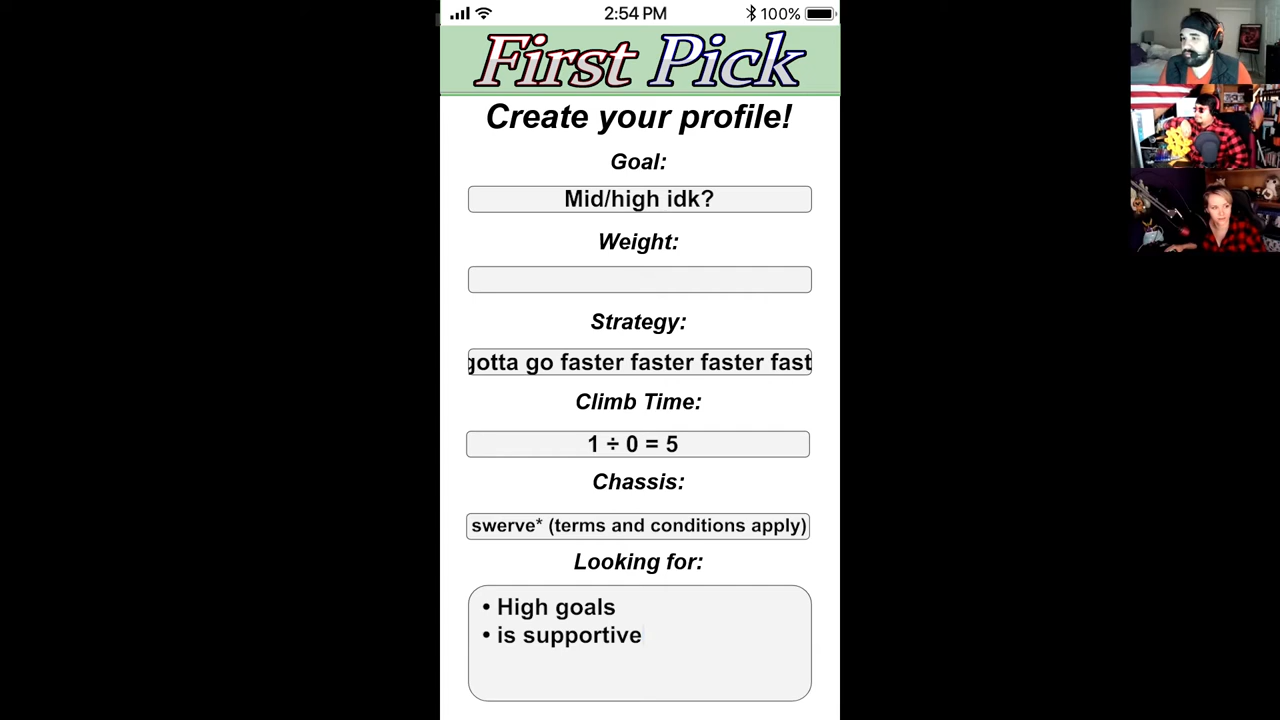 2:54 PM
100%
First Pick
Create your profile!
Goal:
Mid/high idk?
Weight:
Strategy:
gotta go faster faster faster fast
Climb Time:
1 ÷ 0 = 5
Chassis:
swerve* (terms and conditions apply)
Looking for:
• High goals
• is supportive